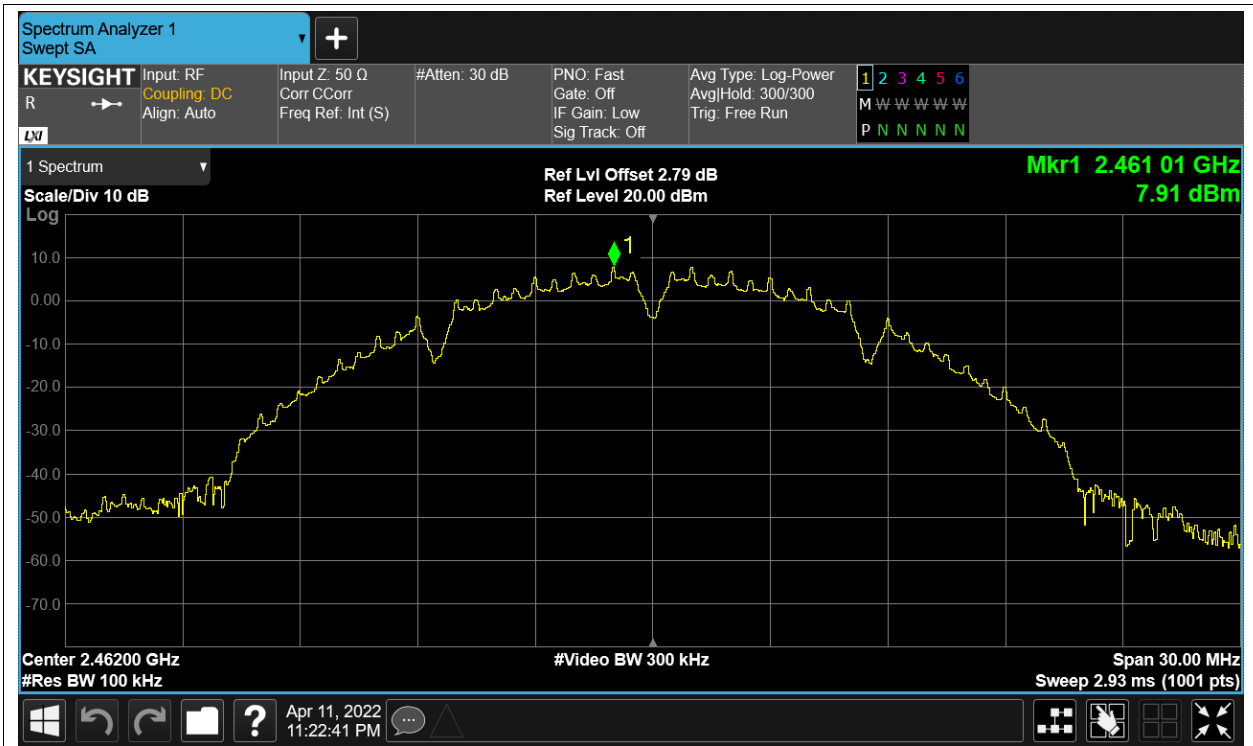 Spectrum Analyzer 1
Swept SA
KEYSIGHT
R
LXI
Input: RF
Coupling: DC
Align: Auto
Input Z: 50 Ω
Corr CCorr
Freq Ref: Int (S)
#Atten: 30 dB
PNO: Fast
Gate: Off
IF Gain: Low
Sig Track: Off
Avg Type: Log-Power
Avg|Hold: 300/300
Trig: Free Run
1 2 3 4 5 6
M W W W W W
P N N N N N
1 Spectrum
Scale/Div 10 dB
Log
Ref Lvl Offset 2.79 dB
Ref Level 20.00 dBm
Mkr1 2.461 01 GHz
7.91 dBm
1
10.0
0.00
-10.0
-20.0
-30.0
-40.0
-50.0
-60.0
-70.0
Center 2.46200 GHz
#Res BW 100 kHz
#Video BW 300 kHz
Span 30.00 MHz
Sweep 2.93 ms (1001 pts)
?
Apr 11, 2022
11:22:41 PM